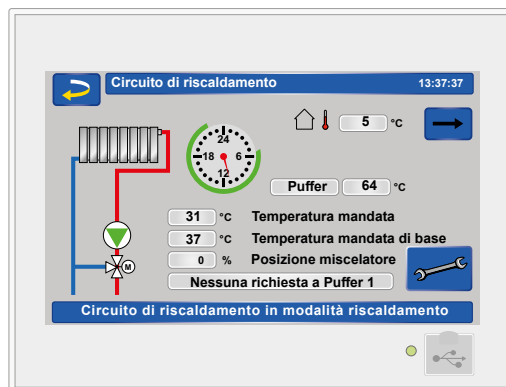 Circuito di riscaldamento 13:37:37
5 °C
24
18 6
12
Puffer 64 °C
31 °C Temperatura mandata
37 °C Temperatura mandata di base
0 % Posizione miscelatore
M
Nessuna richiesta a Puffer 1
Circuito di riscaldamento in modalità riscaldamento